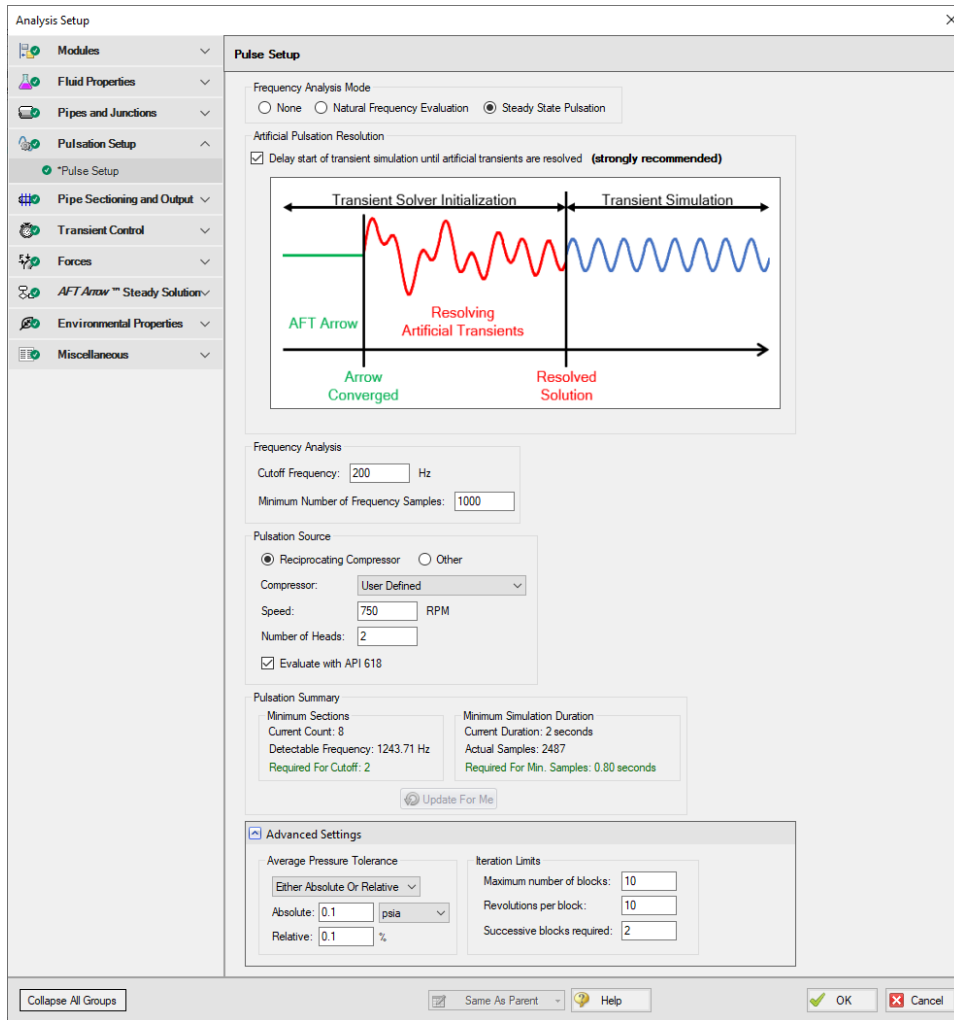 Analysis Setup
Modules
Fluid Properties
Pipes and Junctions
Pulsation Setup
*Pulse Setup
Pipe Sectioning and Output
Transient Control
Forces
AFT Arrow ™ Steady Solution
Environmental Properties
Miscellaneous
Pulse Setup
Frequency Analysis Mode
None Natural Frequency Evaluation Steady State Pulsation
Artificial Pulsation Resolution
Delay start of transient simulation until artificial transients are resolved (strongly recommended)
Transient Solver Initialization Transient Simulation
AFT Arrow
Resolving
Artificial Transients
Arrow
Converged
Resolved
Solution
Frequency Analysis
Cutoff Frequency: 200 Hz
Minimum Number of Frequency Samples: 1000
Pulsation Source
Reciprocating Compressor Other
Compressor: User Defined
Speed: 750 RPM
Number of Heads: 2
Evaluate with API 618
Pulsation Summary
Minimum Sections
Current Count: 8
Detectable Frequency: 1243.71 Hz
Required For Cutoff: 2
Minimum Simulation Duration
Current Duration: 2 seconds
Actual Samples: 2487
Required For Min. Samples: 0.80 seconds
Update For Me
Advanced Settings
Average Pressure Tolerance
Either Absolute Or Relative
Absolute: 0.1 psia
Relative: 0.1 %
Iteration Limits
Maximum number of blocks: 10
Revolutions per block: 10
Successive blocks required: 2
Collapse All Groups Same As Parent Help OK Cancel